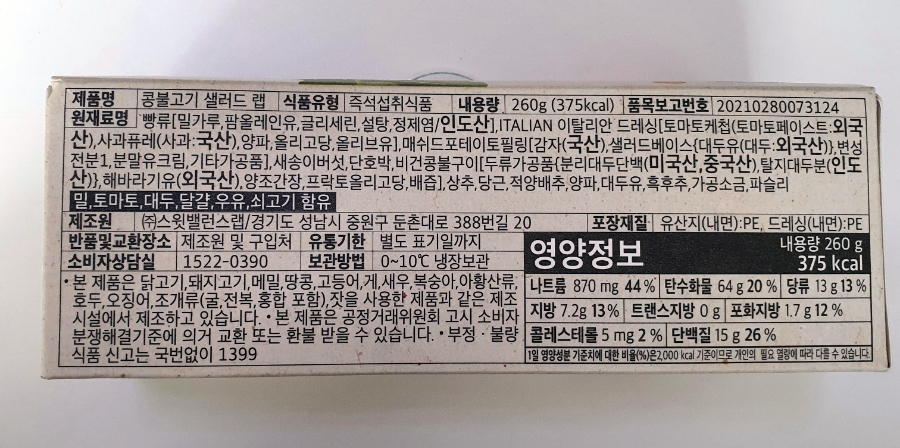 제품명 콩불고기 샐러드 랩 식품유형 즉석섭취식품 내용량 260g (375kcal) 품목보고번호 20210280073124
원재료명 빵류[밀가루,팜올레인유,글리세린,설탕,정제염/인도산],ITALIAN 이탈리안 드레싱[토마토케첩(토마토페이스트:외국
산),사과퓨레(사과:국산),양파,올리고당,올리브유],매쉬드포테이토필링[감자(국산),샐러드베이스{대두유(대두:외국산)},변성
전분1,분말유크림,기타가공품],새송이버섯,단호박,비건콩불구이[두류가공품{분리대두단백(미국산,중국산),탈지대두분(인도
산)},해바라기유(외국산),양조간장,프락토올리고당,배즙],상추,당근,적양배추,양파,대두유,흑후추,가공소금,파슬리
밀,토마토,대두,달걀,우유,쇠고기 함유
제조원 ㈜스윗밸런스랩/경기도 성남시 중원구 둔촌대로 388번길 20 포장재질 유산지(내면):PE, 드레싱(내면):PE
반품및교환장소 제조원 및 구입처 유통기한 별도 표기일까지
소비자상담실 1522-0390 보관방법 0~10℃ 냉장보관
• 본 제품은 닭고기,돼지고기,메밀,땅콩,고등어,게,새우,복숭아,아황산류,
호두,오징어,조개류(굴,전복,홍합 포함),잣을 사용한 제품과 같은 제조
시설에서 제조하고 있습니다. • 본 제품은 공정거래위원회 고시 소비자
분쟁해결기준에 의거 교환 또는 환불 받을 수 있습니다. • 부정 · 불량
식품 신고는 국번없이 1399
영양정보 내용량 260 g
375 kcal
나트륨 870 mg 44 % 탄수화물 64 g 20 % 당류 13 g 13 %
지방 7.2g 13 % 트랜스지방 0 g 포화지방 1.7 g 12 %
콜레스테롤 5 mg 2 % 단백질 15 g 26 %
1일 영양성분 기준치에 대한 비율(%)은2,000 kcal 기준이므로 개인의 필요 열량에 따라 다를 수 있습니다.